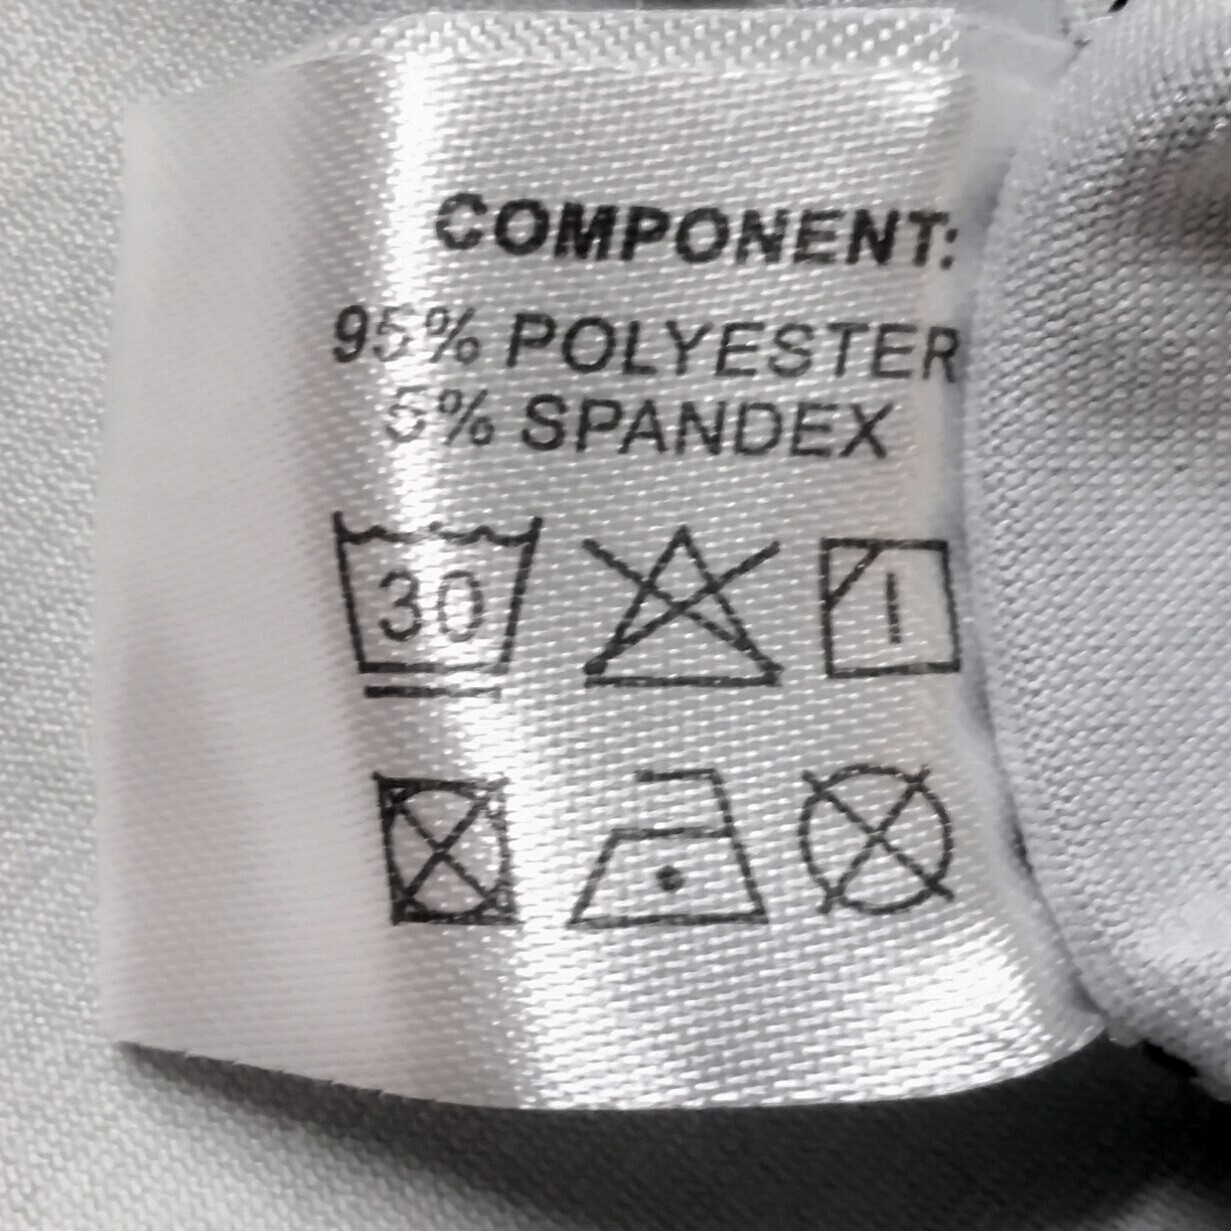 COMPONENT:
95% POLYESTER
5% SPANDEX
30